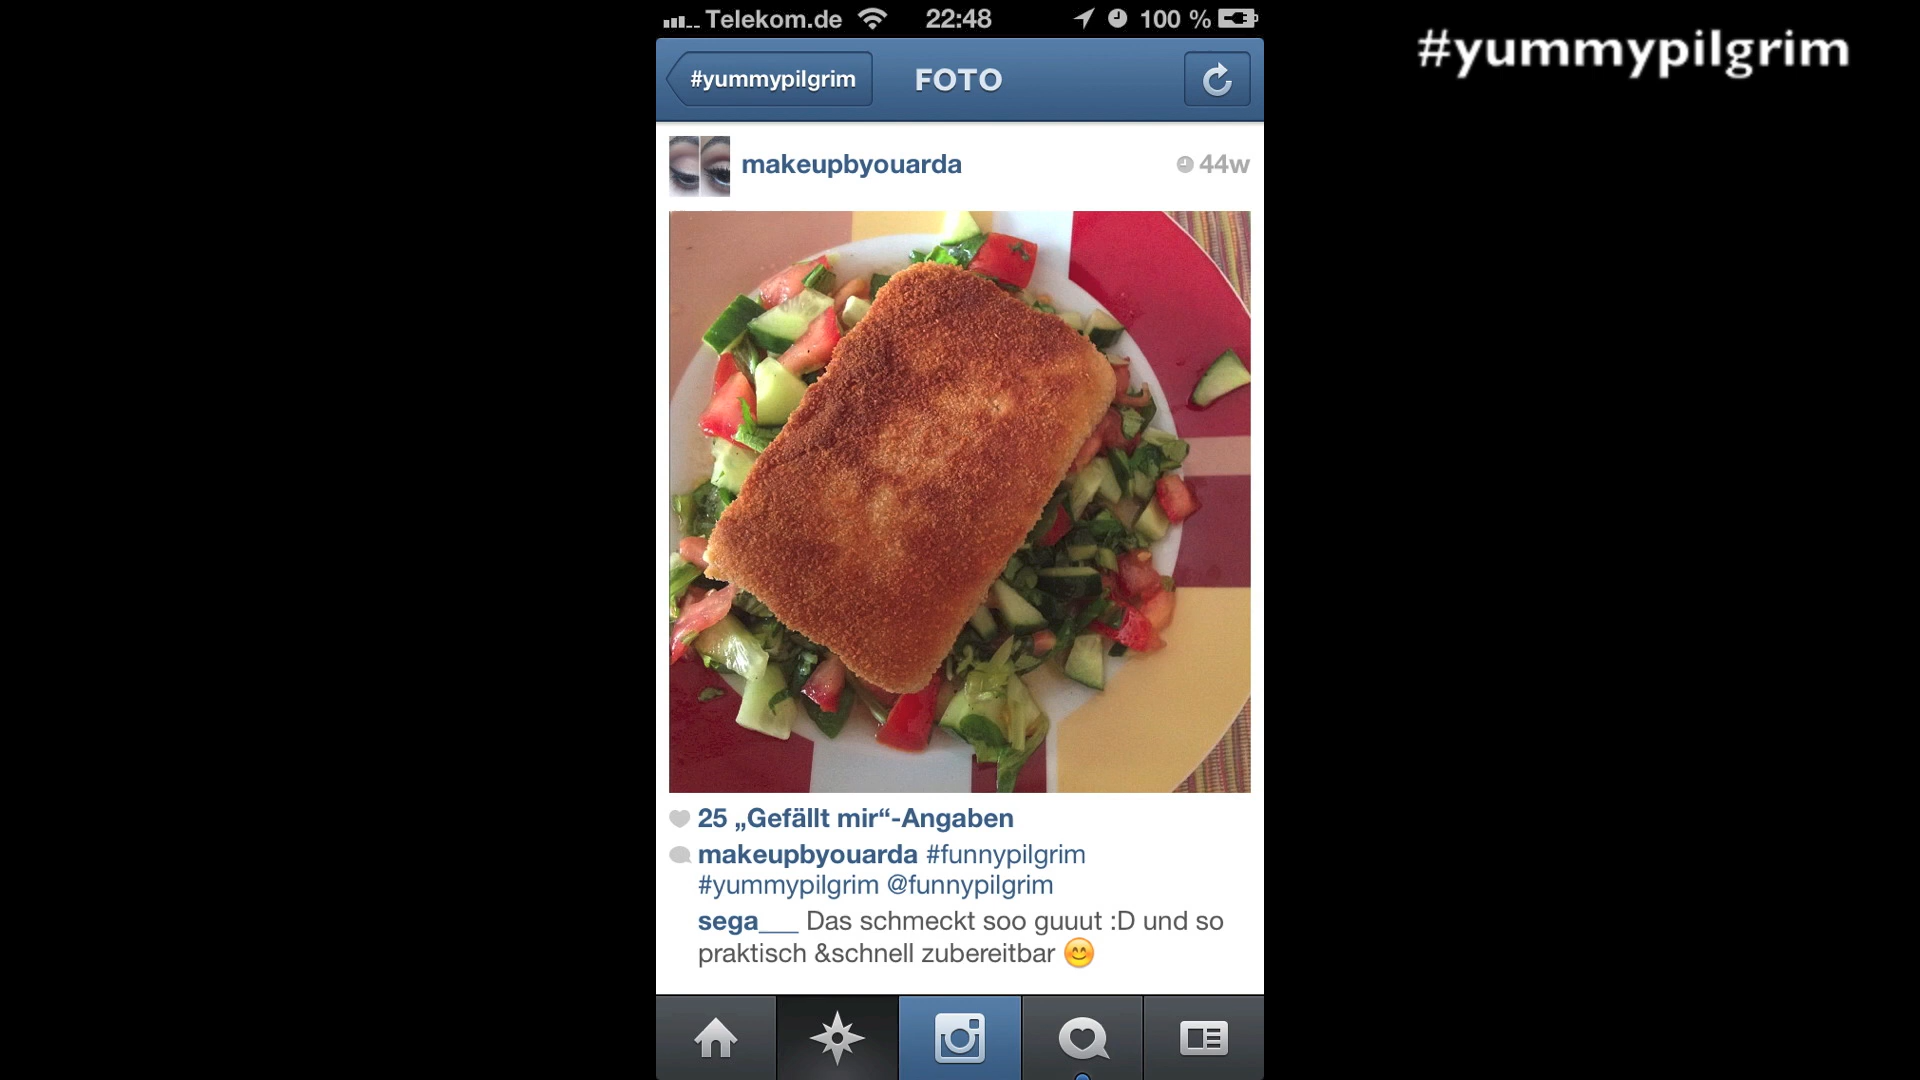 Telekom.de 22:48 100 %
#yummypilgrim
#yummypilgrim FOTO
makeupbyouarda 44w
25 „Gefällt mir“-Angaben
makeupbyouarda #funnypilgrim
#yummypilgrim @funnypilgrim
sega___ Das schmeckt soo guuut :D und so
praktisch &schnell zubereitbar 😊